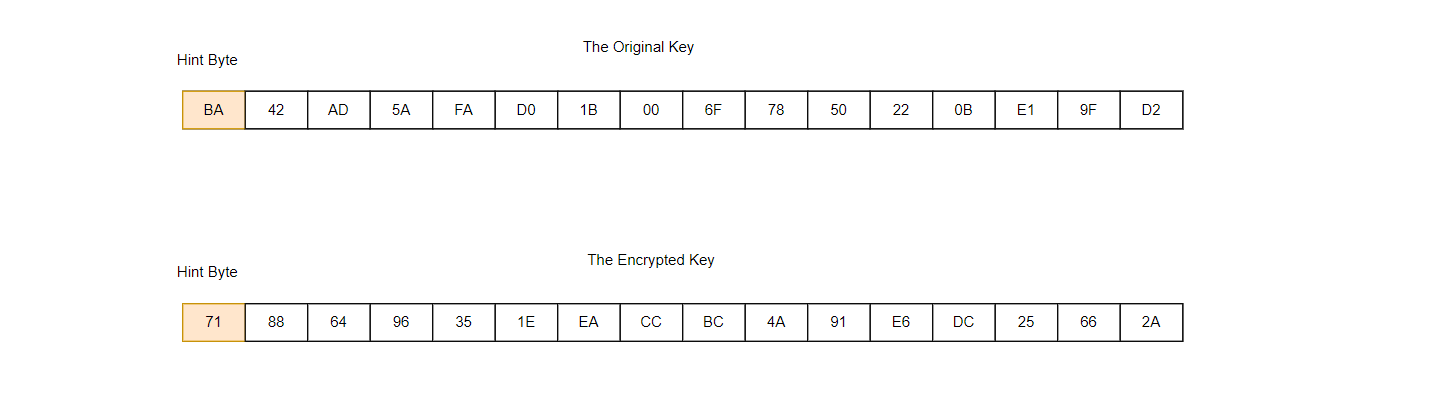 The Original Key
Hint Byte
BA 42 AD 5A FA D0 1B 00 6F 78 50 22 0B E1 9F D2
The Encrypted Key
Hint Byte
71 88 64 96 35 1E EA CC BC 4A 91 E6 DC 25 66 2A